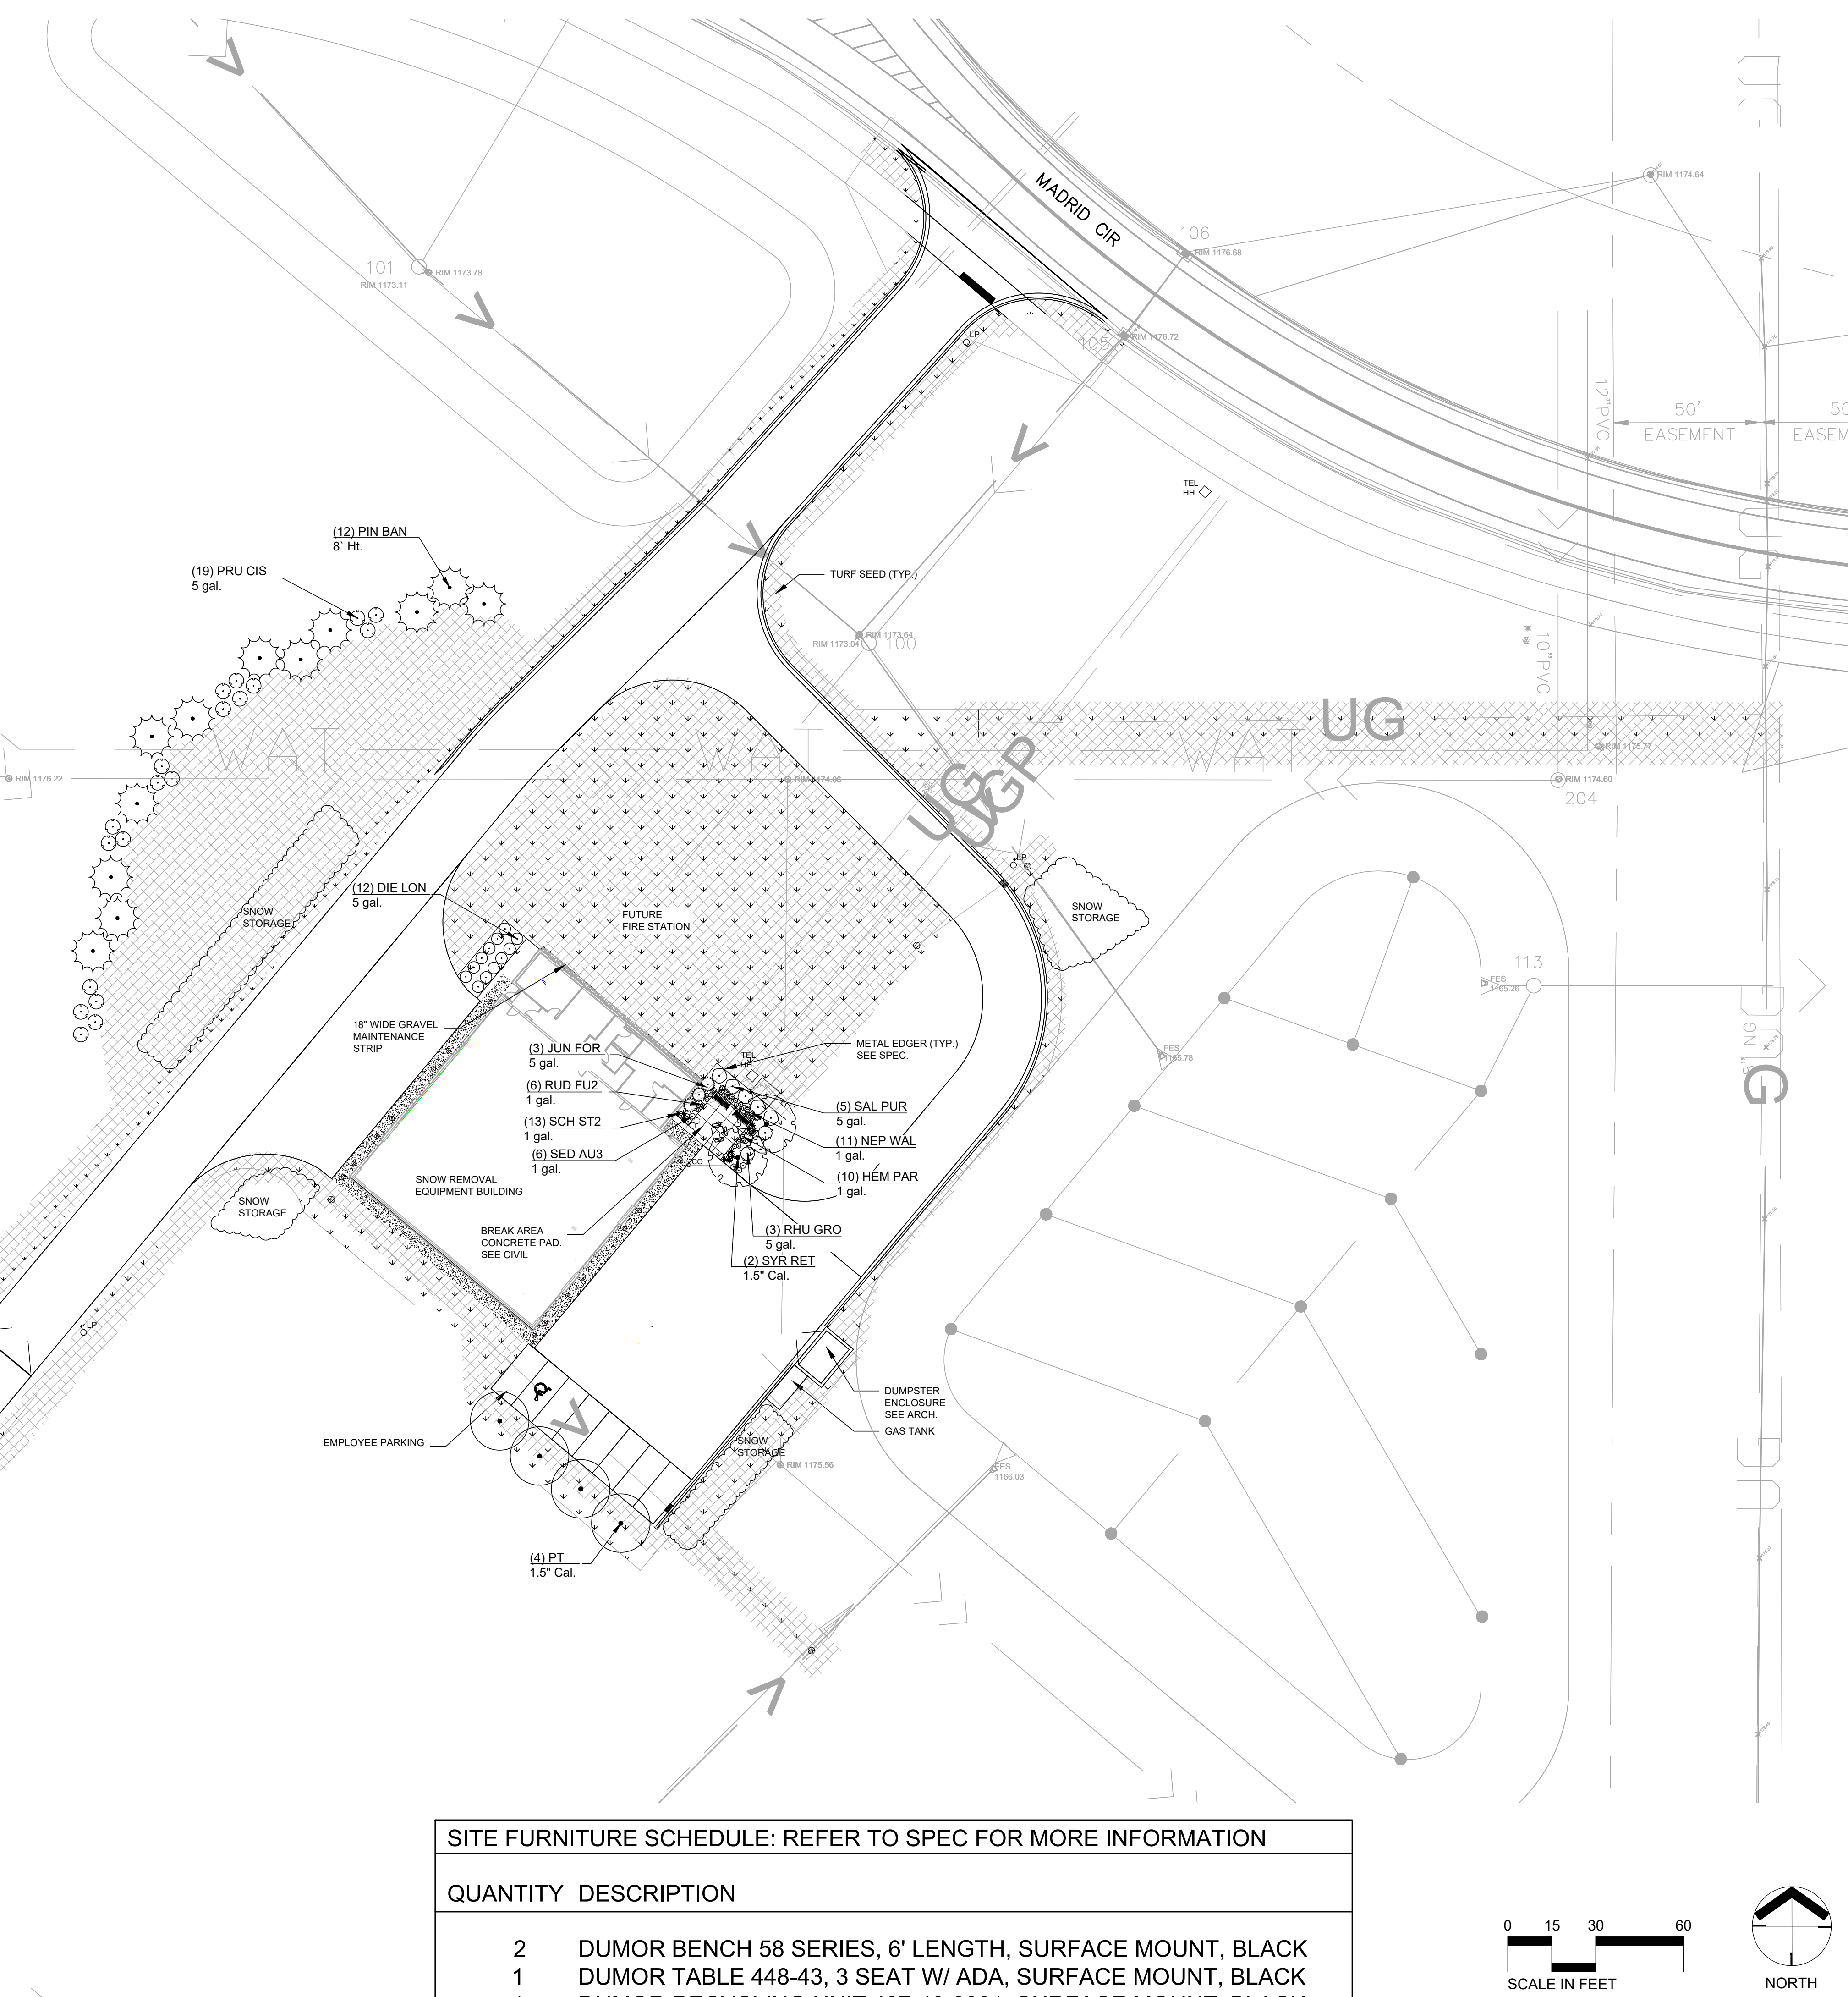 UG
MADRID CIR
RIM 1174.64
106
RIM 1176.68
101
RIM 1173.78
RIM 1173.11
LP
105
RIM 1176.72
12"PVC
50'
EASEMENT
TEL
HH
(12) PIN BAN
8` Ht.
(19) PRU CIS
5 gal.
TURF SEED (TYP.)
RIM 1173.64
RIM 1173.04
100
10"PVC
UG
WAT
WAT
WAT
RIM 1175.77
RIM 1176.22
RIM 1174.06
RIM 1174.60
204
UG
UGP
LP
(12) DIE LON
5 gal.
SNOW
STORAGE
FUTURE
FIRE STATION
SNOW
STORAGE
113
FES
1165.26
18" WIDE GRAVEL
MAINTENANCE
STRIP
(3) JUN FOR
5 gal.
TEL
HH
METAL EDGER (TYP.)
SEE SPEC.
FES
1165.78
(6) RUD FU2
1 gal.
(5) SAL PUR
5 gal.
(13) SCH ST2
1 gal.
(11) NEP WAL
1 gal.
(6) SED AU3
1 gal.
CO
(10) HEM PAR
1 gal.
SNOW REMOVAL
EQUIPMENT BUILDING
SNOW
STORAGE
BREAK AREA
CONCRETE PAD.
SEE CIVIL
(3) RHU GRO
5 gal.
(2) SYR RET
1.5" Cal.
LP
DUMPSTER
ENCLOSURE
SEE ARCH.
GAS TANK
EMPLOYEE PARKING
SNOW
STORAGE
RIM 1175.56
FES
1166.03
(4) PT
1.5" Cal.
SITE FURNITURE SCHEDULE: REFER TO SPEC FOR MORE INFORMATION
QUANTITY DESCRIPTION
2 DUMOR BENCH 58 SERIES, 6' LENGTH, SURFACE MOUNT, BLACK
1 DUMOR TABLE 448-43, 3 SEAT W/ ADA, SURFACE MOUNT, BLACK
0 15 30 60
SCALE IN FEET
NORTH